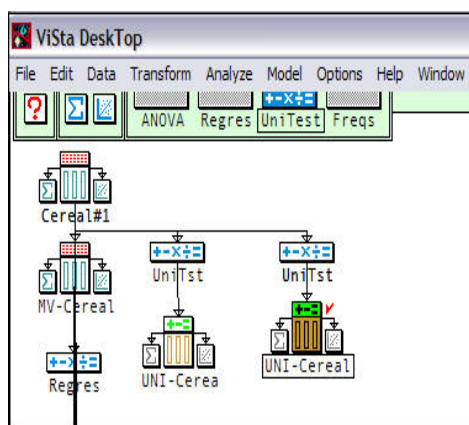 ViSta DeskTop
File Edit Data Transform Analyze Model Options Help Window
? Σ ANOVA Regres UniTest Freqs
Cereal#1
MV-Cereal UniTst UniTst
Regres UNI-Cerea UNI-Cereal